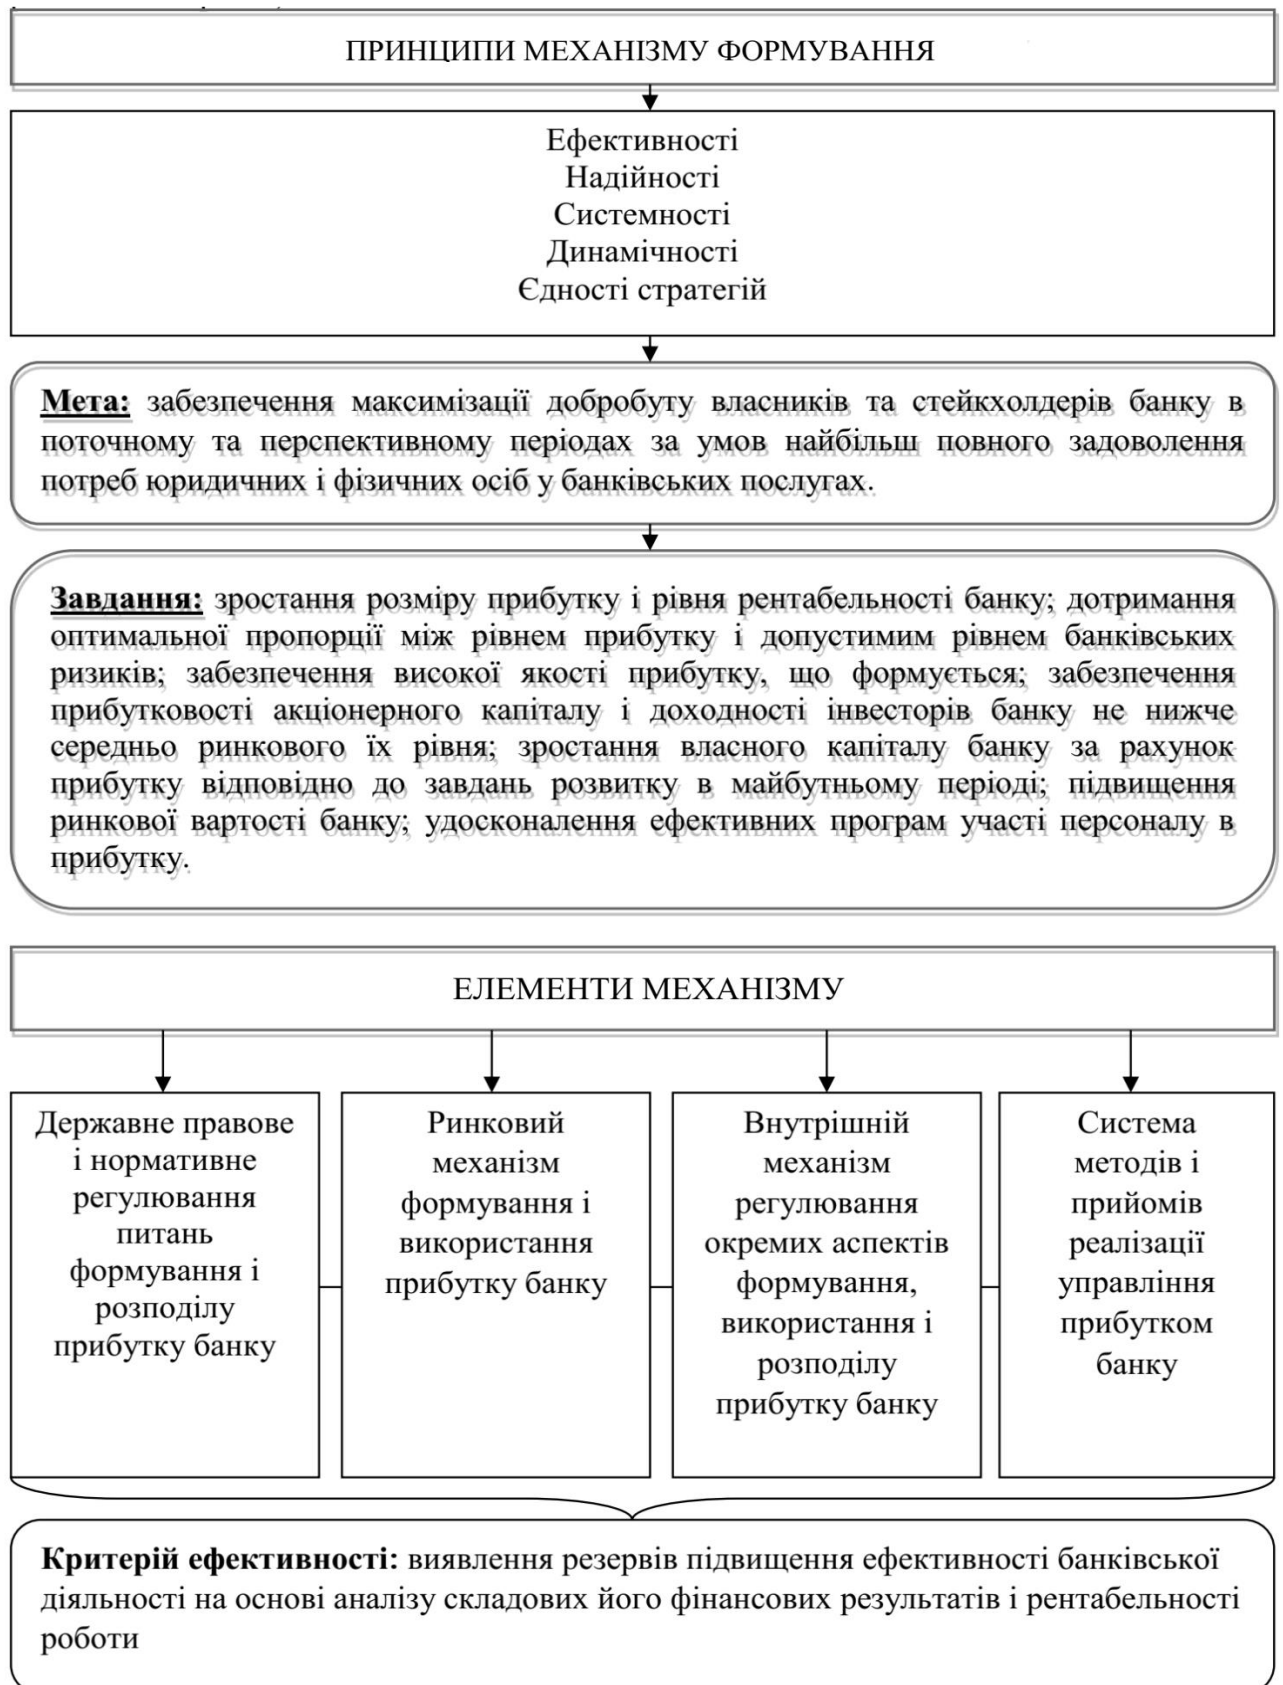 ПРИНЦИПИ МЕХАНІЗМУ ФОРМУВАННЯ
Ефективності
Надійності
Системності
Динамічності
Єдності стратегій
Мета: забезпечення максимізації добробуту власників та стейкхолдерів банку в
поточному та перспективному періодах за умов найбільш повного задоволення
потреб юридичних і фізичних осіб у банківських послугах.
Завдання: зростання розміру прибутку і рівня рентабельності банку; дотримання
оптимальної пропорції між рівнем прибутку і допустимим рівнем банківських
ризиків; забезпечення високої якості прибутку, що формується; забезпечення
прибутковості акціонерного капіталу і доходності інвесторів банку не нижче
середньо ринкового їх рівня; зростання власного капіталу банку за рахунок
прибутку відповідно до завдань розвитку в майбутньому періоді; підвищення
ринкової вартості банку; удосконалення ефективних програм участі персоналу в
прибутку.
ЕЛЕМЕНТИ МЕХАНІЗМУ
Державне правове
і нормативне
регулювання
питань
формування і
розподілу
прибутку банку
Ринковий
механізм
формування і
використання
прибутку банку
Внутрішній
механізм
регулювання
окремих аспектів
формування,
використання і
розподілу
прибутку банку
Система
методів і
прийомів
реалізації
управління
прибутком
банку
Критерій ефективності: виявлення резервів підвищення ефективності банківської
діяльності на основі аналізу складових його фінансових результатів і рентабельності
роботи